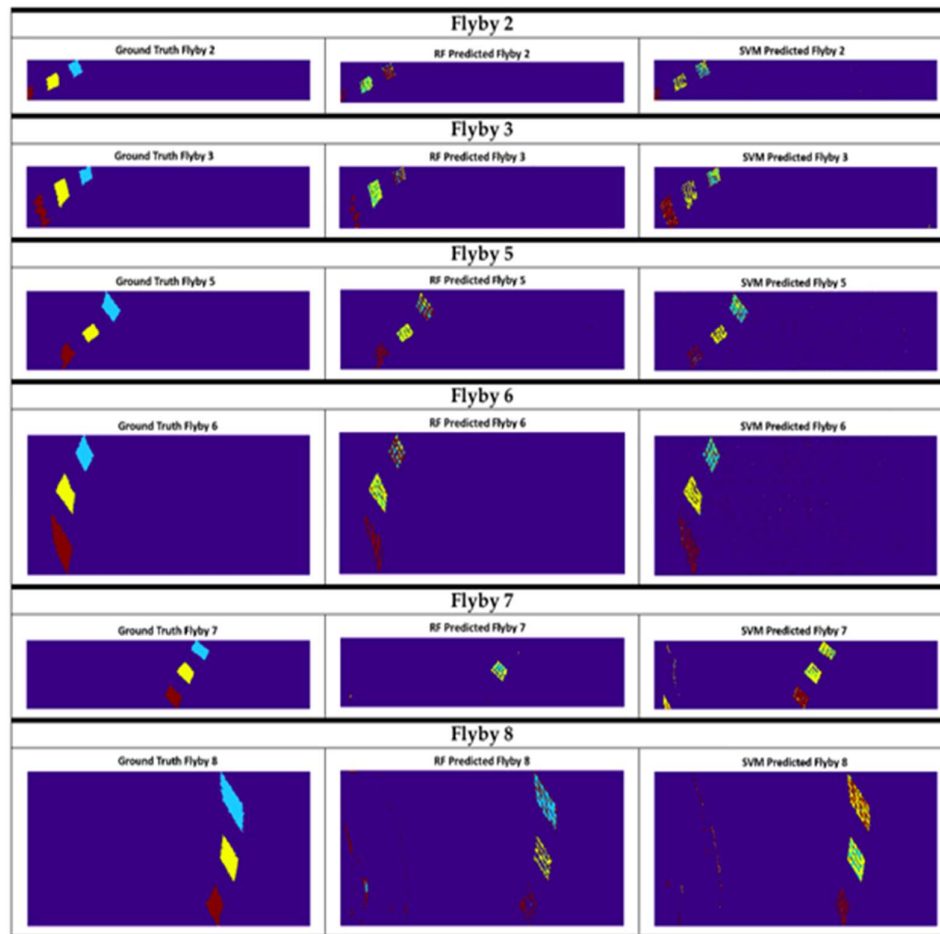 Flyby 2
Ground Truth Flyby 2 RF Predicted Flyby 2 SVM Predicted Flyby 2
Flyby 3
Ground Truth Flyby 3 RF Predicted Flyby 3 SVM Predicted Flyby 3
Flyby 5
Ground Truth Flyby 5 RF Predicted Flyby 5 SVM Predicted Flyby 5
Flyby 6
Ground Truth Flyby 6 RF Predicted Flyby 6 SVM Predicted Flyby 6
Flyby 7
Ground Truth Flyby 7 RF Predicted Flyby 7 SVM Predicted Flyby 7
Flyby 8
Ground Truth Flyby 8 RF Predicted Flyby 8 SVM Predicted Flyby 8